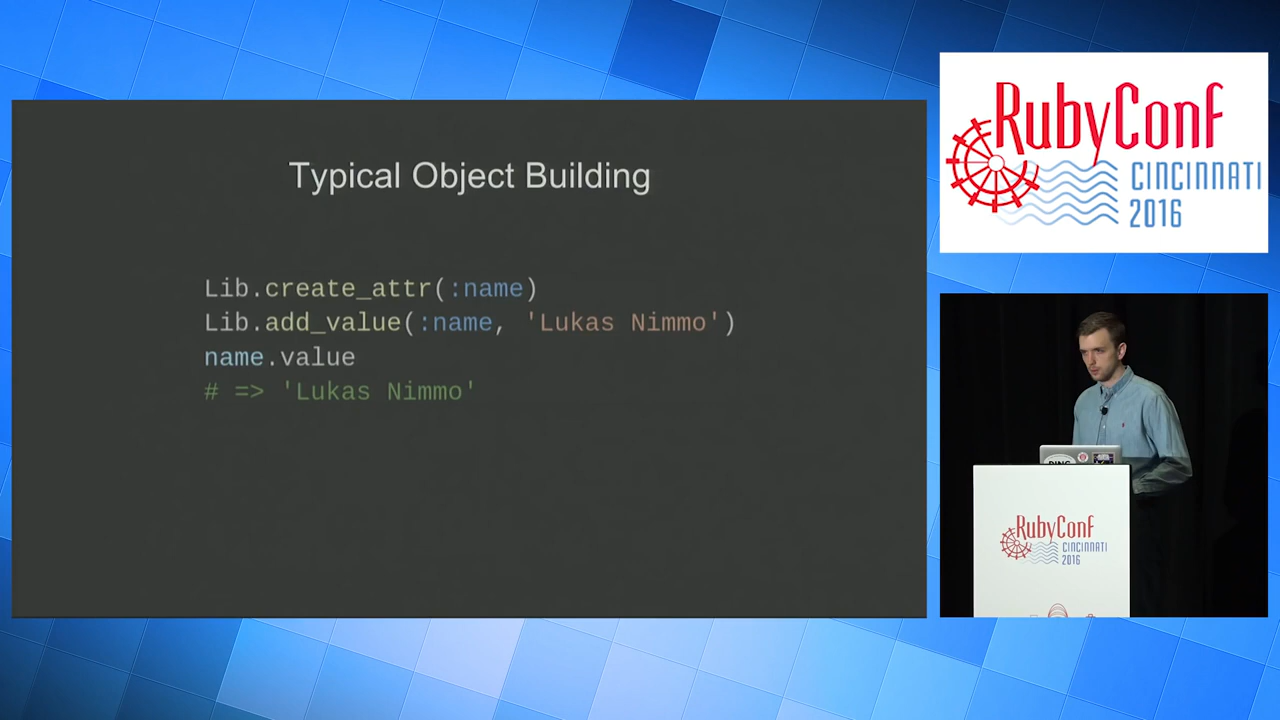 Typical Object Building
Lib.create_attr(:name)
Lib.add_value(:name, 'Lukas Nimmo')
name.value
# => 'Lukas Nimmo'
RubyConf
CINCINNATI
2016
RubyConf
CINCINNATI
2016